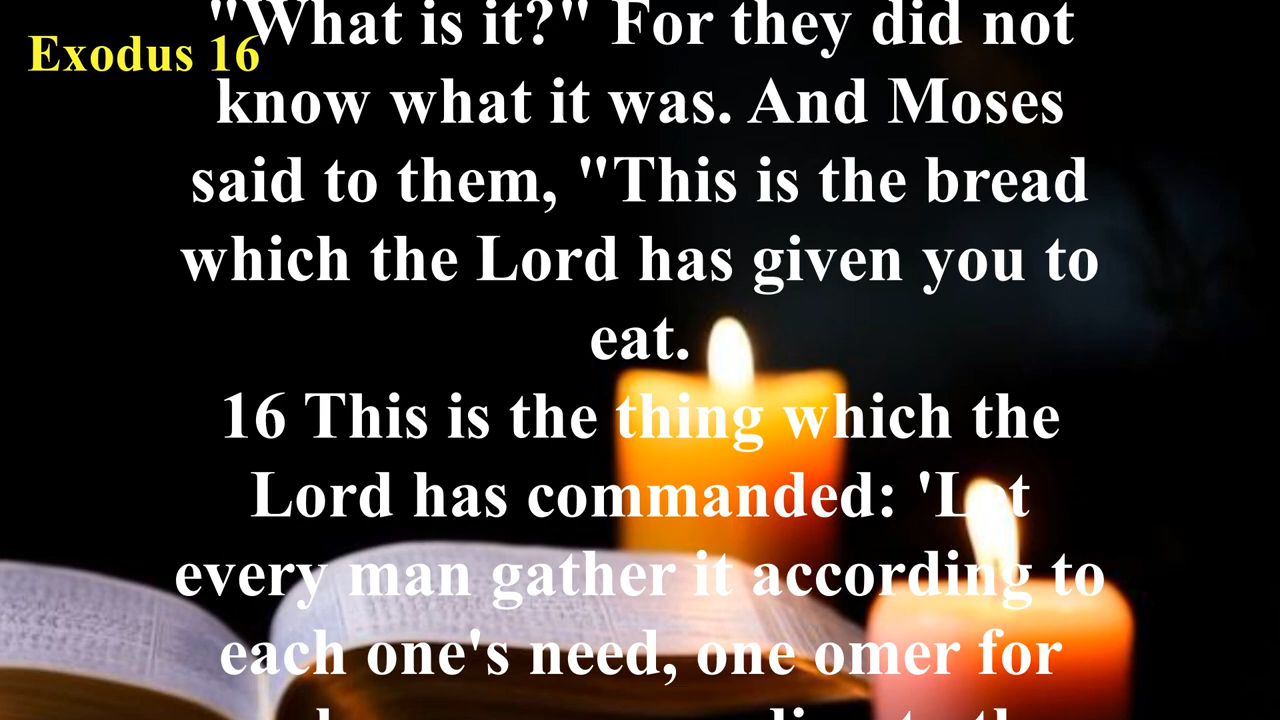 Exodus 16
"What is it?" For they did not
know what it was. And Moses
said to them, "This is the bread
which the Lord has given you to
eat.
16 This is the thing which the
Lord has commanded: 'Let
every man gather it according to
each one's need, one omer for